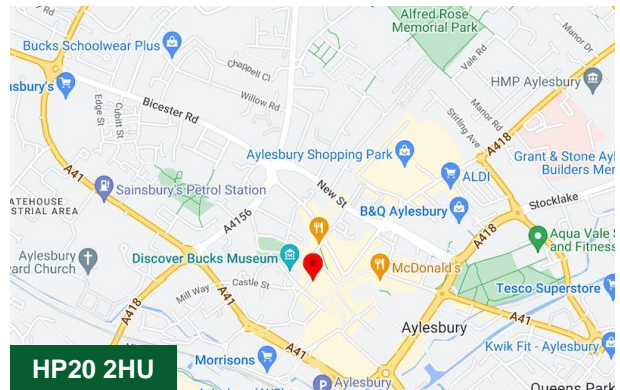 Alfred Rose
Memorial Park
Bucks Schoolwear Plus
Manor Dr
Vale Rd
Chappell Cl
HMP Aylesbury
nsbury's
Willow Rd
Edge St
Cubitt St
Bicester Rd
Manor Rd
Stirling Ave
A418
Aylesbury Shopping Park
Grant & Stone Ayl
Builders Mer
A41
ALDI
Sainsbury's Petrol Station
New St
Stocklake
ATEHOUSE
STRIAL AREA
B&Q Aylesbury
A4156
A418
Aqua Vale S
and Fitness
Aylesbury
ard Church
Discover Bucks Museum
McDonald's
Mill Way
Castle St
Tesco Superstore
A418
A41
Aylesbury
A41
Kwik Fit - Aylesbury
HP20 2HU
Morrisons
Aylesbury
Queens Park